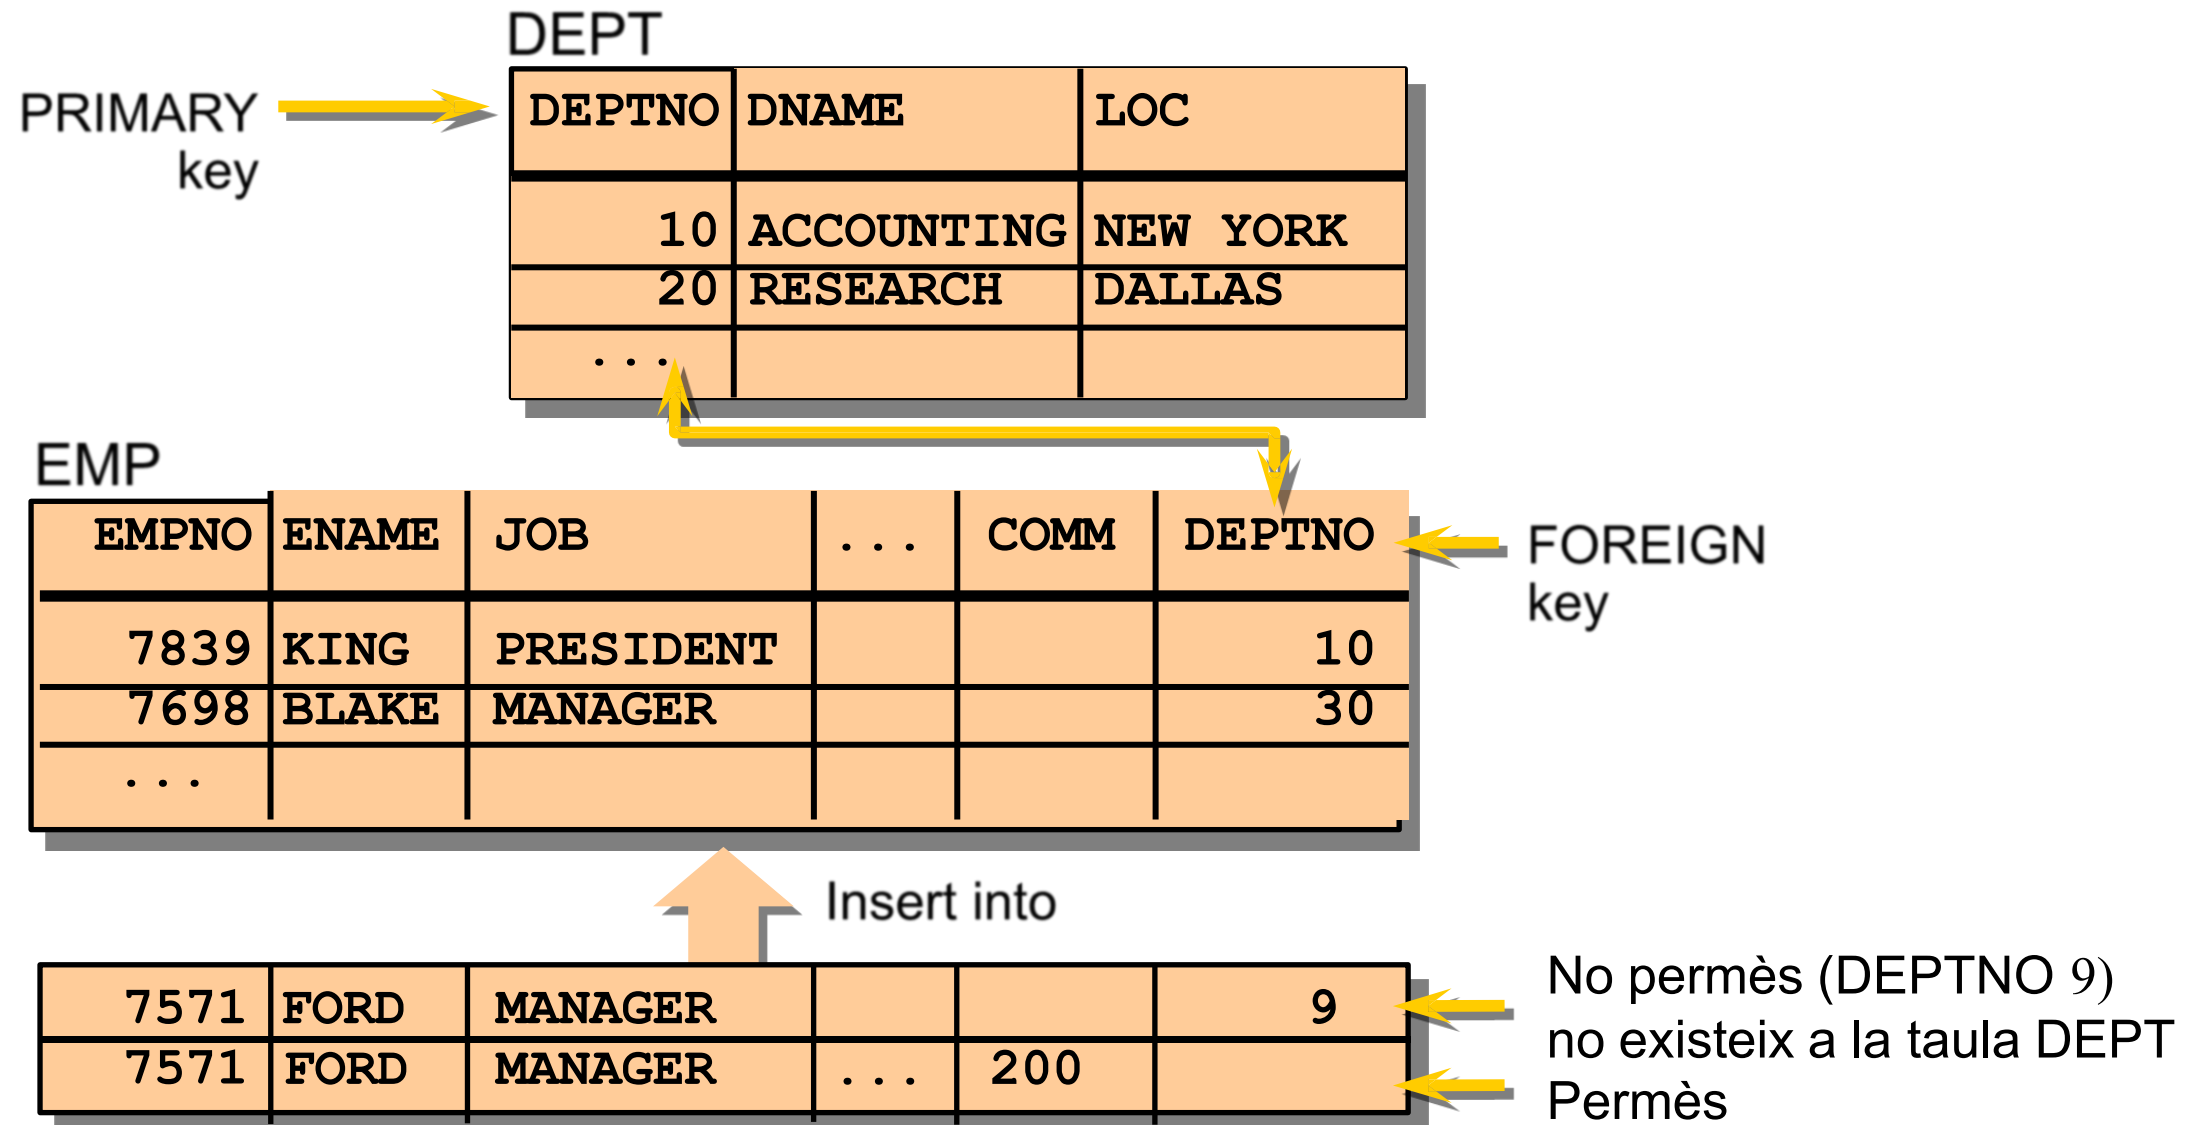 DEPT
PRIMARY
key
DEPTNO DNAME LOC
10 ACCOUNTING NEW YORK
20 RESEARCH DALLAS
...
EMP
EMPNO ENAME JOB ... COMM DEPTNO
FOREIGN
key
7839 KING PRESIDENT 10
7698 BLAKE MANAGER 30
...
Insert into
7571 FORD MANAGER 9
7571 FORD MANAGER ... 200
No permès (DEPTNO 9)
no existeix a la taula DEPT
Permès